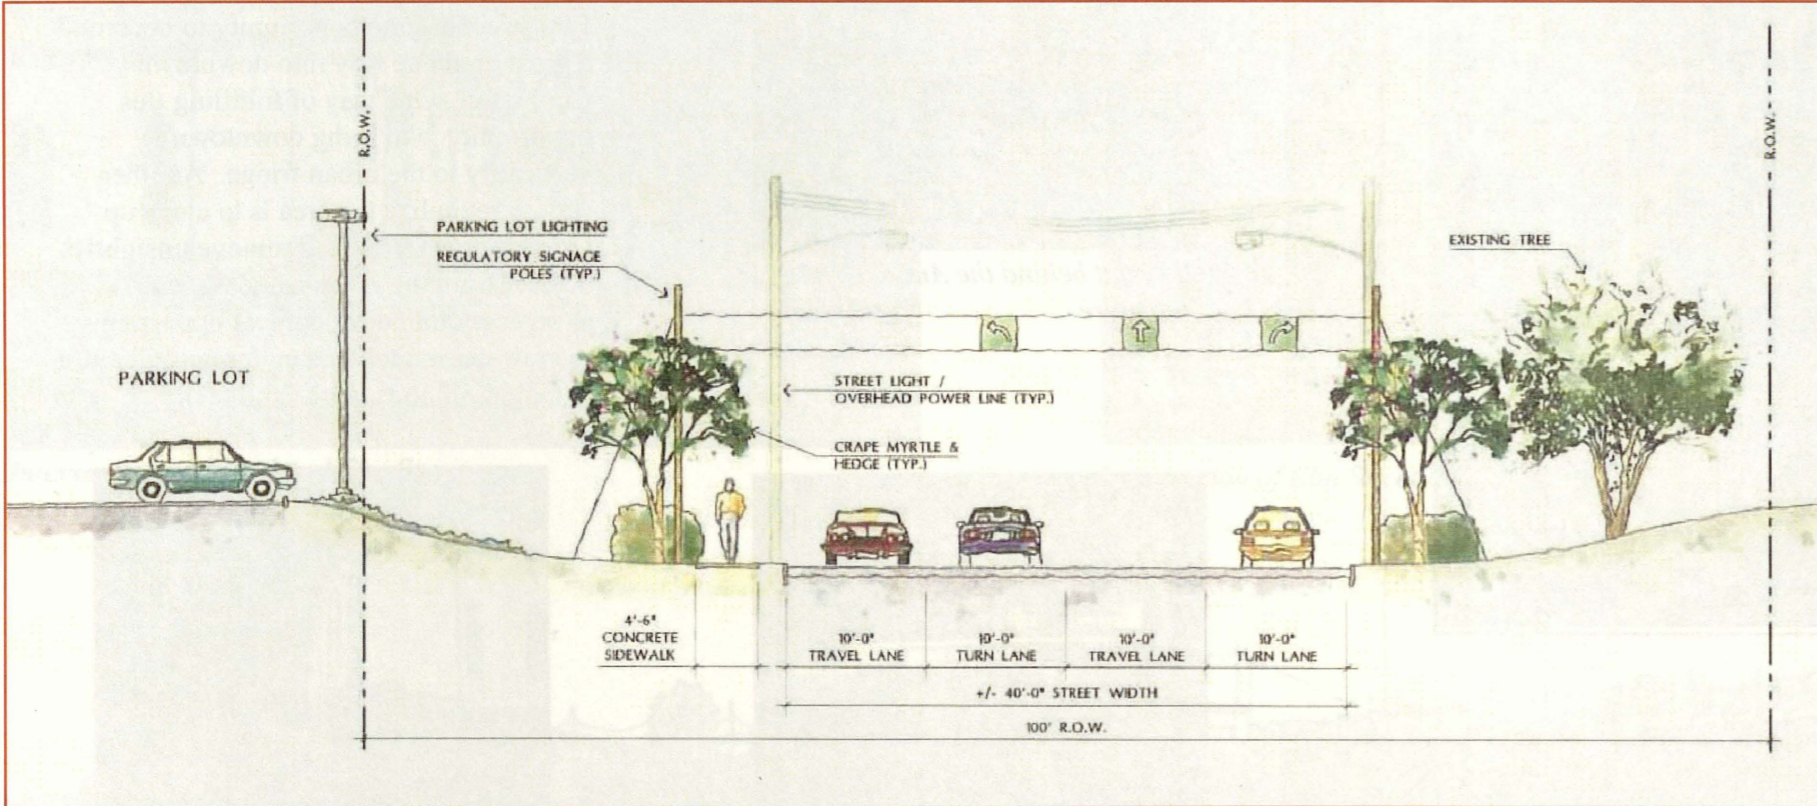 R.O.W.
R.O.W.
PARKING LOT LIGHTING
REGULATORY SIGNAGE
POLES (TYP.)
EXISTING TREE
PARKING LOT
STREET LIGHT /
OVERHEAD POWER LINE (TYP.)
CRAPE MYRTLE &
HEDGE (TYP.)
4'-6"
CONCRETE
SIDEWALK
10'-0"
TRAVEL LANE
10'-0"
TURN LANE
10'-0"
TRAVEL LANE
10'-0"
TURN LANE
+/- 40'-0" STREET WIDTH
100' R.O.W.